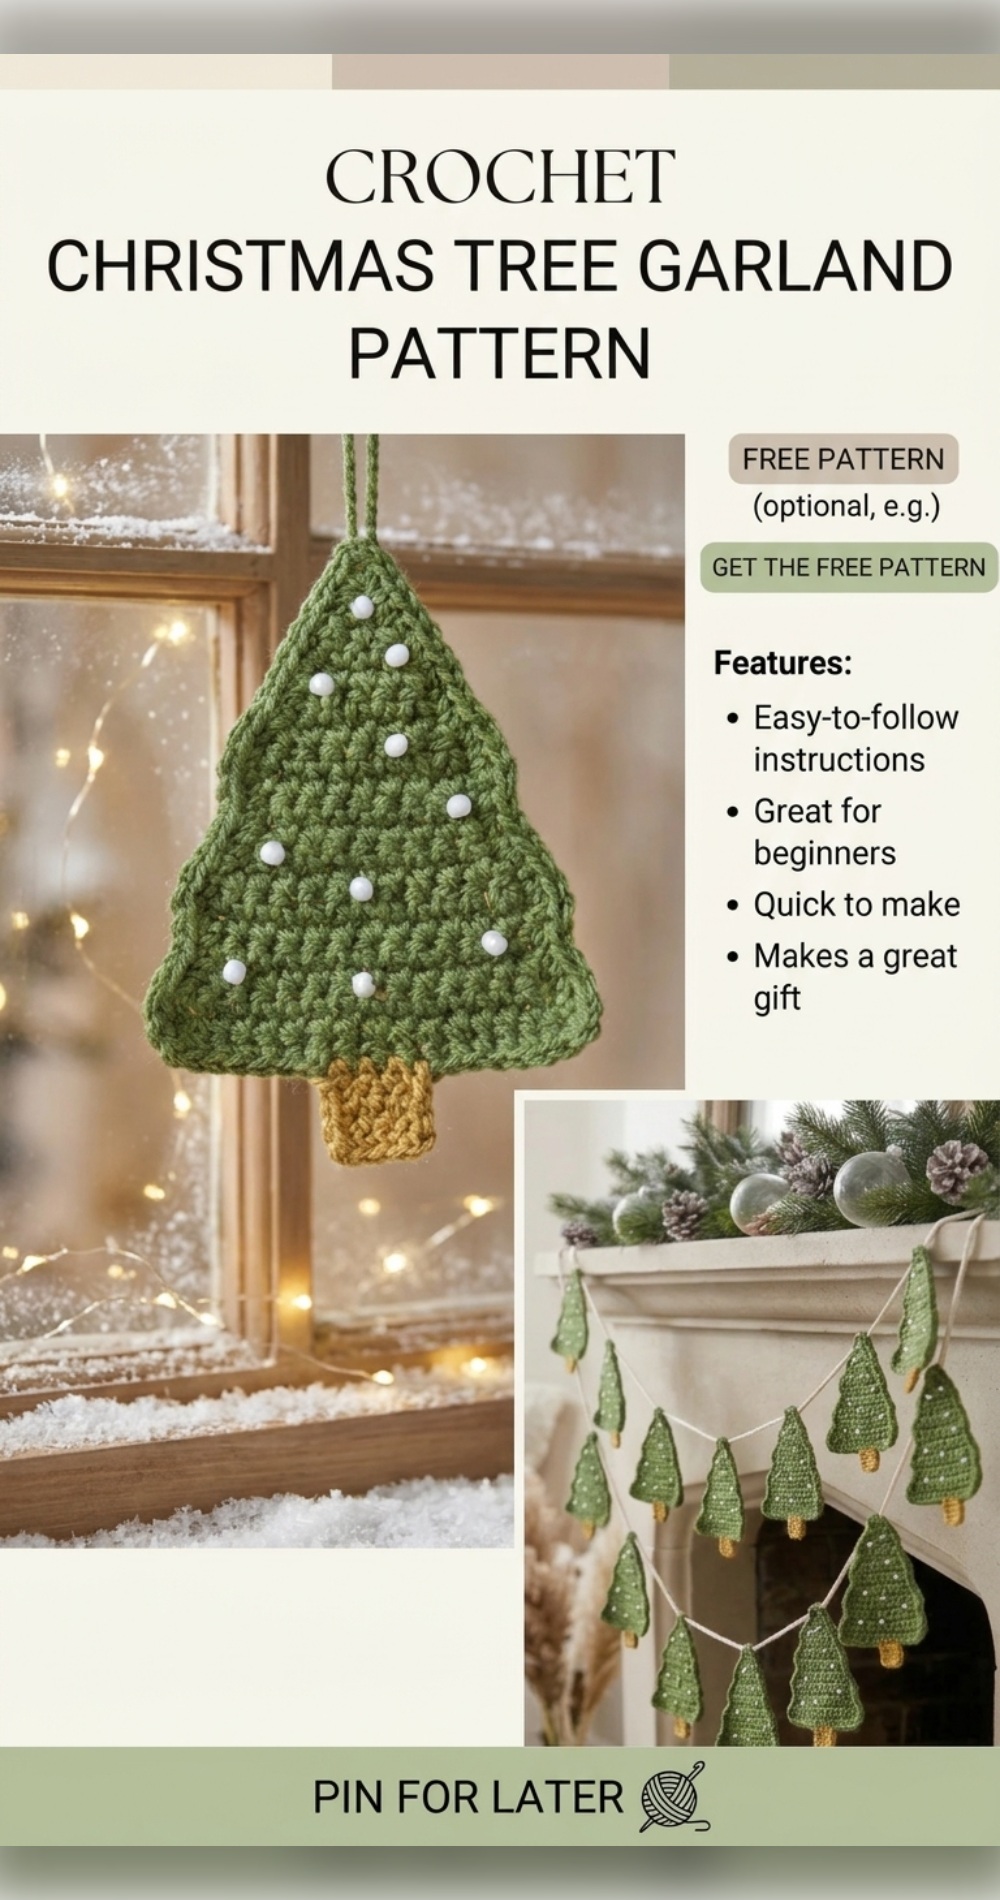 CROCHET
CHRISTMAS TREE GARLAND
PATTERN
FREE PATTERN
(optional, e.g.)
GET THE FREE PATTERN
Features:
• Easy-to-follow
instructions
• Great for
beginners
• Quick to make
• Makes a great
gift
PIN FOR LATER